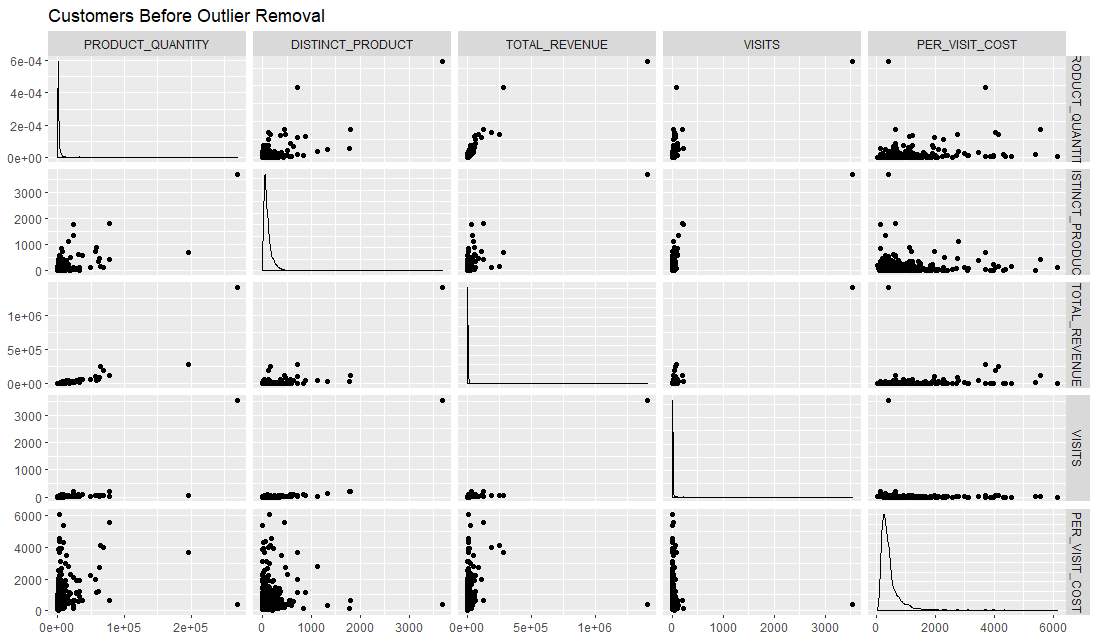 Customers Before Outlier Removal
PRODUCT_QUANTITY DISTINCT_PRODUCT TOTAL_REVENUE VISITS PER_VISIT_COST
6e-04
4e-04
2e-04
0e+00
RODUCT_QUANTIT
3000
2000
1000
0
ISTINCT_PRODUC
1e+06
5e+05
0e+00
TOTAL_REVENUE
3000
2000
1000
0
VISITS
6000
4000
2000
0
PER_VISIT_COST
0e+00 1e+05 2e+05 0 1000 2000 3000 0e+00 5e+05 1e+06 0 1000 2000 3000 0 2000 4000 6000